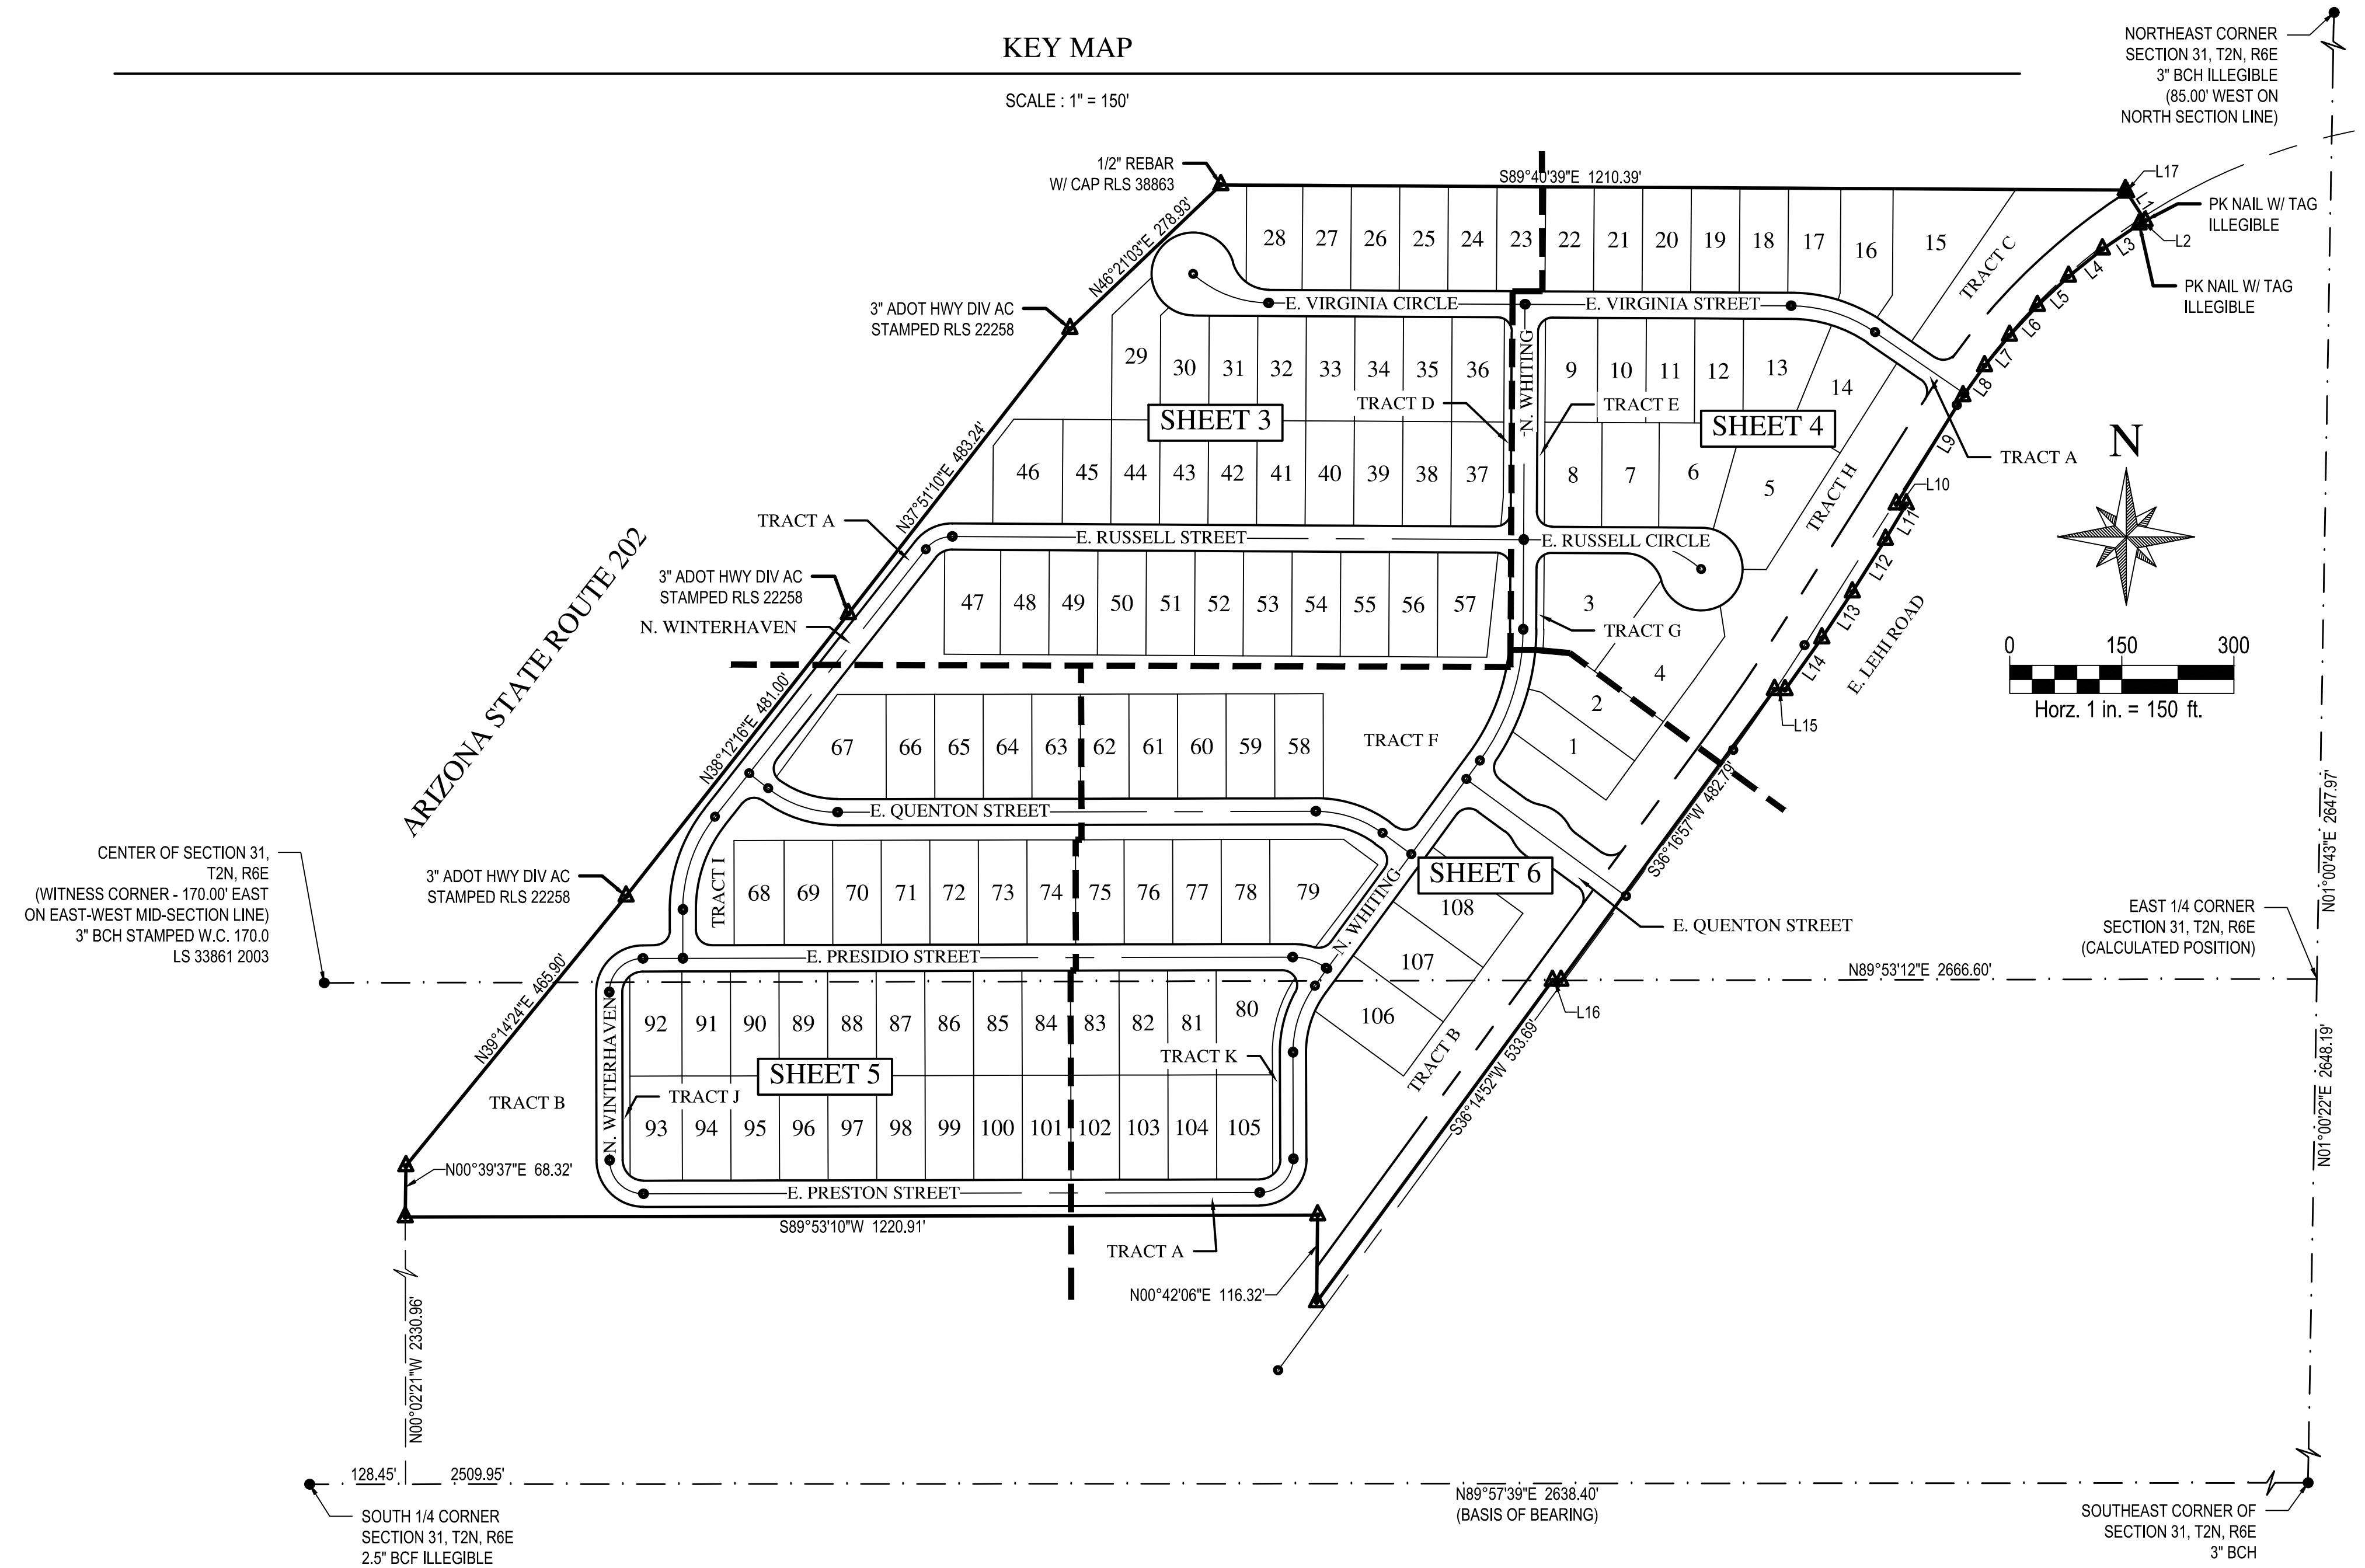 KEY MAP
SCALE : 1" = 150'
NORTHEAST CORNER
SECTION 31, T2N, R6E
3" BCH ILLEGIBLE
(85.00' WEST ON
NORTH SECTION LINE)
1/2" REBAR
W/ CAP RLS 38863
S89°40'39"E 1210.39'
L17
L1
PK NAIL W/ TAG
ILLEGIBLE
L2
L3
L4
L5
L6
L7
L8
L9
L10
L11
L12
L13
L14
L15
L16
PK NAIL W/ TAG
ILLEGIBLE
N46°21'03"E 278.93'
28
27
26
25
24
23
22
21
20
19
18
17
16
15
TRACT C
3" ADOT HWY DIV AC
STAMPED RLS 22258
E. VIRGINIA CIRCLE
E. VIRGINIA STREET
N. WHITING
29
30
31
32
33
34
35
36
9
10
11
12
13
14
TRACT D
TRACT E
SHEET 3
SHEET 4
TRACT A
N
46
45
44
43
42
41
40
39
38
37
8
7
6
5
TRACT H
N37°51'10"E 483.24'
TRACT A
E. RUSSELL STREET
E. RUSSELL CIRCLE
ARIZONA STATE ROUTE 202
3" ADOT HWY DIV AC
STAMPED RLS 22258
N. WINTERHAVEN
47
48
49
50
51
52
53
54
55
56
57
3
TRACT G
4
2
1
E. LEHI ROAD
0 150 300
Horz. 1 in. = 150 ft.
N38°12'16"E 481.00'
67
66
65
64
63
62
61
60
59
58
TRACT F
S36°16'57"W 482.79'
N01°00'43"E 2647.97'
E. QUENTON STREET
CENTER OF SECTION 31,
T2N, R6E
(WITNESS CORNER - 170.00' EAST
ON EAST-WEST MID-SECTION LINE)
3" BCH STAMPED W.C. 170.0
LS 33861 2003
3" ADOT HWY DIV AC
STAMPED RLS 22258
TRACT I
68
69
70
71
72
73
74
75
76
77
78
79
N. WHITING
SHEET 6
108
107
106
E. QUENTON STREET
EAST 1/4 CORNER
SECTION 31, T2N, R6E
(CALCULATED POSITION)
E. PRESIDIO STREET
N89°53'12"E 2666.60'
N39°14'24"E 465.90'
N. WINTERHAVEN
92
91
90
89
88
87
86
85
84
83
82
81
80
TRACT K
SHEET 5
TRACT J
TRACT B
TRACT B
S36°14'52"W 533.69'
N01°00'22"E 2648.19'
93
94
95
96
97
98
99
100
101
102
103
104
105
N00°39'37"E 68.32'
E. PRESTON STREET
S89°53'10"W 1220.91'
TRACT A
N00°42'06"E 116.32'
N00°02'21"W 2330.96'
128.45' 2509.95'
N89°57'39"E 2638.40'
(BASIS OF BEARING)
SOUTH 1/4 CORNER
SECTION 31, T2N, R6E
2.5" BCF ILLEGIBLE
SOUTHEAST CORNER OF
SECTION 31, T2N, R6E
3" BCH